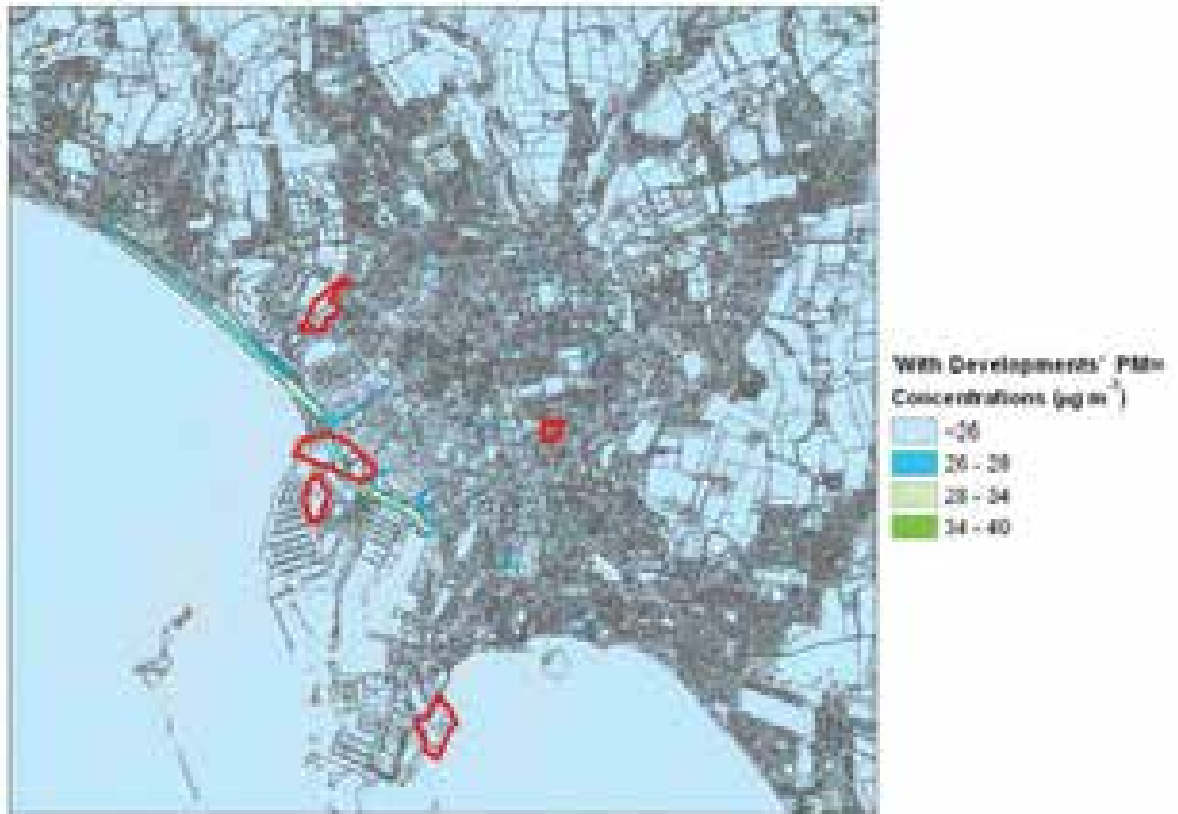 'With Developments' PM₁₀
Concentrations (µg m⁻³)
<26
26 - 28
28 - 34
34 - 40